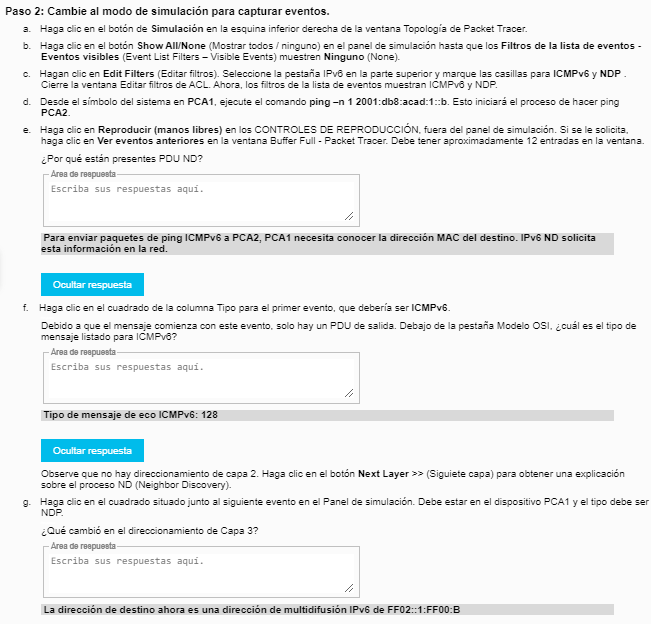 Paso 2: Cambie al modo de simulación para capturar eventos.
a. Haga clic en el botón de Simulación en la esquina inferior derecha de la ventana Topología de Packet Tracer.
b. Haga clic en el botón Show All/None (Mostrar todos / ninguno) en el panel de simulación hasta que los Filtros de la lista de eventos -
Eventos visibles (Event List Filters – Visible Events) muestren Ninguno (None).
c. Hagan clic en Edit Filters (Editar filtros). Seleccione la pestaña IPv6 en la parte superior y marque las casillas para ICMPv6 y NDP .
Cierre la ventana Editar filtros de ACL. Ahora, los filtros de la lista de eventos muestran ICMPv6 y NDP.
d. Desde el símbolo del sistema en PCA1, ejecute el comando ping –n 1 2001:db8:acad:1::b. Esto iniciará el proceso de hacer ping
PCA2.
e. Haga clic en Reproducir (manos libres) en los CONTROLES DE REPRODUCCIÓN, fuera del panel de simulación. Si se le solicita,
haga clic en Ver eventos anteriores en la ventana Buffer Full - Packet Tracer. Debe tener aproximadamente 12 entradas en la ventana.
¿Por qué están presentes PDU ND?
Área de respuesta
Escriba sus respuestas aquí.
Para enviar paquetes de ping ICMPv6 a PCA2, PCA1 necesita conocer la dirección MAC del destino. IPv6 ND solicita
esta información en la red.
Ocultar respuesta
f. Haga clic en el cuadrado de la columna Tipo para el primer evento, que debería ser ICMPv6.
Debido a que el mensaje comienza con este evento, solo hay un PDU de salida. Debajo de la pestaña Modelo OSI, ¿cuál es el tipo de
mensaje listado para ICMPv6?
Área de respuesta
Escriba sus respuestas aquí.
Tipo de mensaje de eco ICMPv6: 128
Ocultar respuesta
Observe que no hay direccionamiento de capa 2. Haga clic en el botón Next Layer >> (Siguiete capa) para obtener una explicación
sobre el proceso ND (Neighbor Discovery).
g. Haga clic en el cuadrado situado junto al siguiente evento en el Panel de simulación. Debe estar en el dispositivo PCA1 y el tipo debe ser
NDP.
¿Qué cambió en el direccionamiento de Capa 3?
Área de respuesta
Escriba sus respuestas aquí.
La dirección de destino ahora es una dirección de multidifusión IPv6 de FF02::1:FF00:B